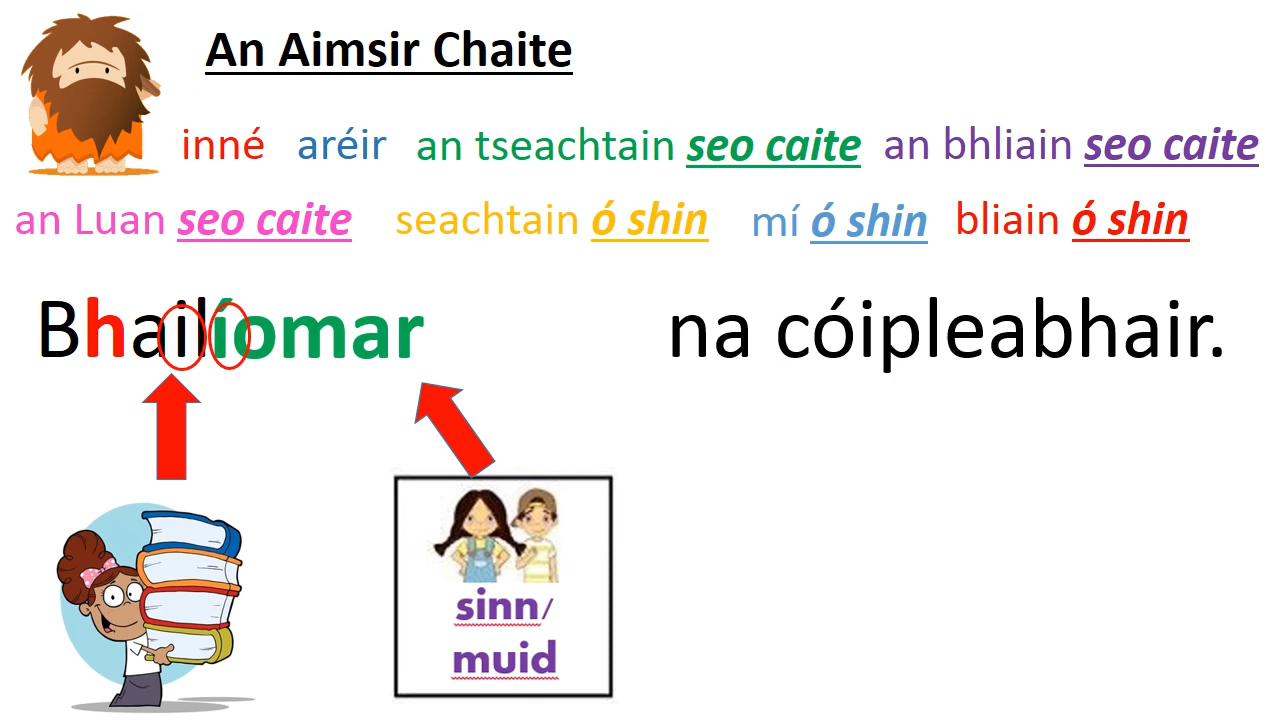 An Aimsir Chaite
inné aréir an tseachtain seo caite an bhliain seo caite
an Luan seo caite seachtain ó shin mí ó shin bliain ó shin
Bhailíomar na cóipleabhair.
sinn/
muid